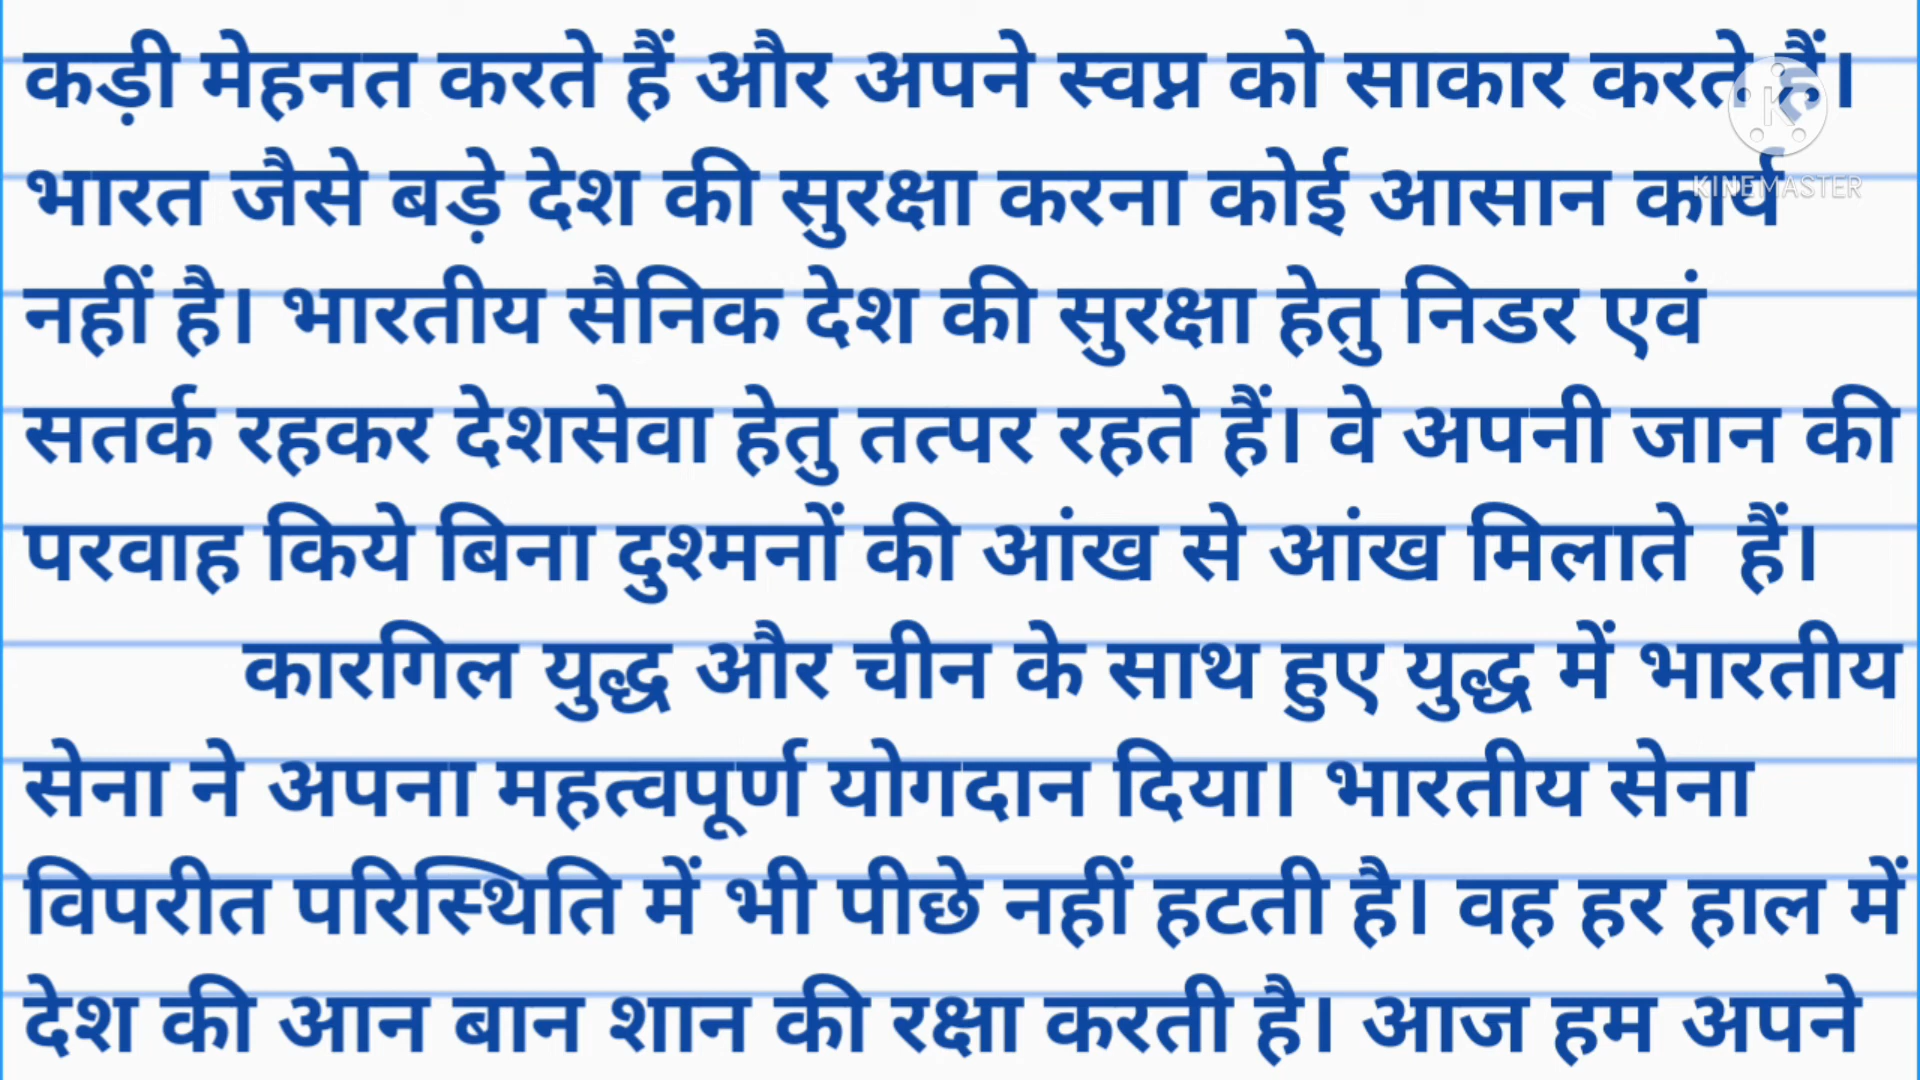 कड़ी मेहनत करते हैं और अपने स्वप्न को साकार करते हैं।
भारत जैसे बड़े देश की सुरक्षा करना कोई आसान कार्य
नहीं है। भारतीय सैनिक देश की सुरक्षा हेतु निडर एवं
सतर्क रहकर देशसेवा हेतु तत्पर रहते हैं। वे अपनी जान की
परवाह किये बिना दुश्मनों की आंख से आंख मिलाते  हैं।
कारगिल युद्ध और चीन के साथ हुए युद्ध में भारतीय
सेना ने अपना महत्वपूर्ण योगदान दिया। भारतीय सेना
विपरीत परिस्थिति में भी पीछे नहीं हटती है। वह हर हाल में
देश की आन बान शान की रक्षा करती है। आज हम अपने
K
KINEMASTER